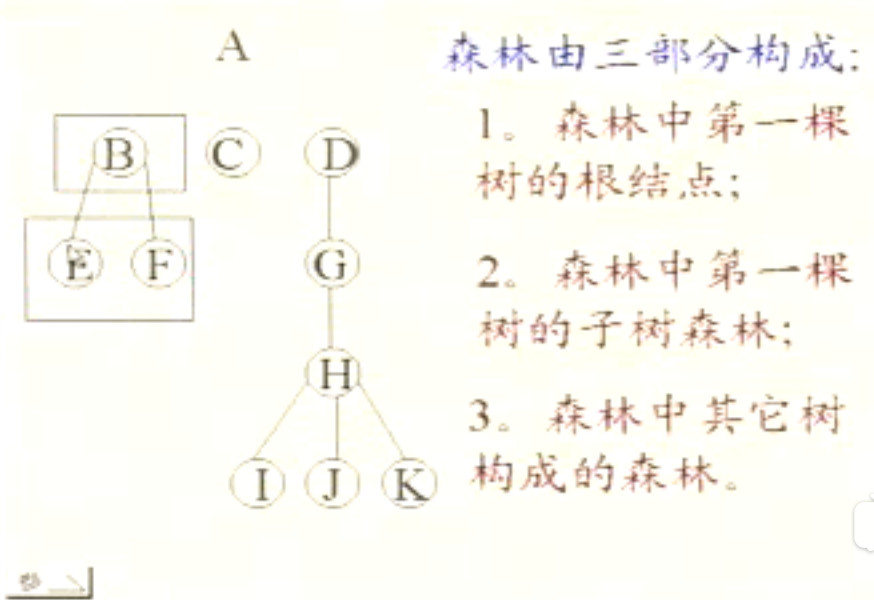 A
森林由三部分构成:
1。森林中第一棵
树的根结点;
B C D
2。森林中第一棵
树的子树森林;
E F G
3。森林中其它树
构成的森林。
H
I J K